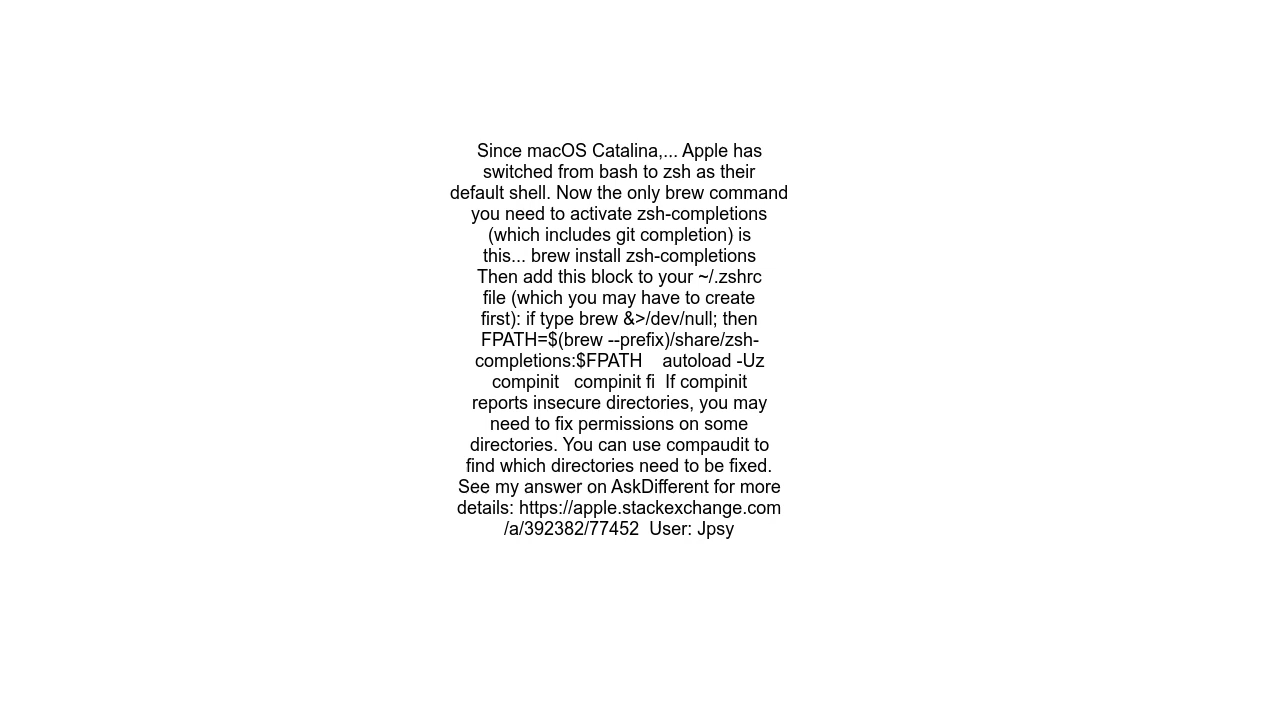 Since macOS Catalina,... Apple has
switched from bash to zsh as their
default shell. Now the only brew command
you need to activate zsh-completions
(which includes git completion) is
this... brew install zsh-completions
Then add this block to your ~/.zshrc
file (which you may have to create
first): if type brew &>/dev/null; then
FPATH=$(brew --prefix)/share/zsh-
completions:$FPATH    autoload -Uz
compinit   compinit fi  If compinit
reports insecure directories, you may
need to fix permissions on some
directories. You can use compaudit to
find which directories need to be fixed.
See my answer on AskDifferent for more
details: https://apple.stackexchange.com
/a/392382/77452  User: Jpsy